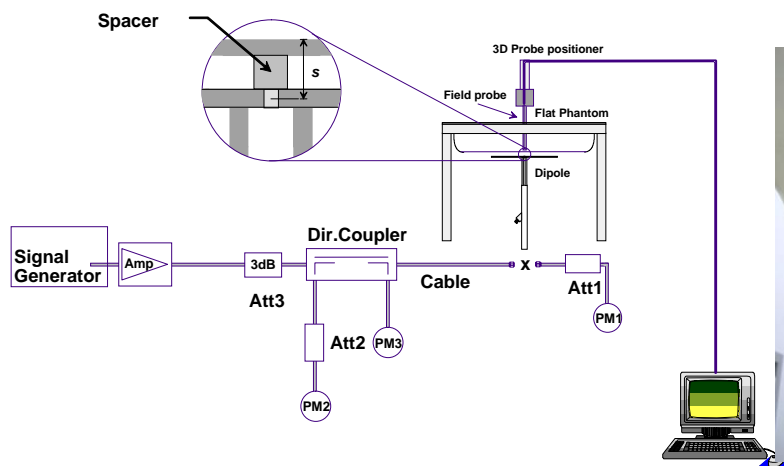 Spacer
s
3D Probe positioner
Field probe
Flat Phantom
Dipole
Dir.Coupler
Signal
Generator
Amp
3dB
Cable
x
Att1
Att3
PM1
Att2
PM3
PM2